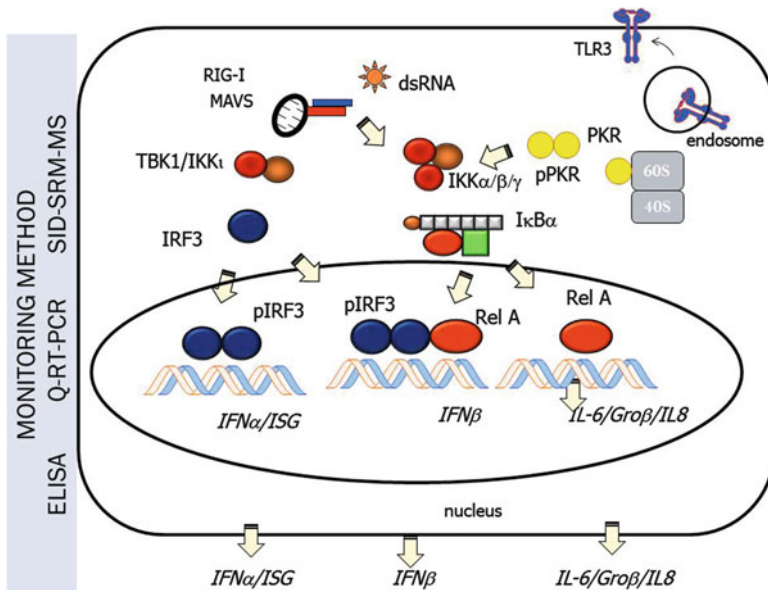 MONITORING METHOD
SID-SRM-MS
Q-RT-PCR
ELISA
TLR3
RIG-I
MAVS
dsRNA
endosome
TBK1/IKKι
IKKα/β/γ
PKR
pPKR
60S
40S
IRF3
IκBα
pIRF3
pIRF3
Rel A
Rel A
IFNα/ISG
IFNβ
IL-6/Groβ/IL8
nucleus
IFNα/ISG
IFNβ
IL-6/Groβ/IL8